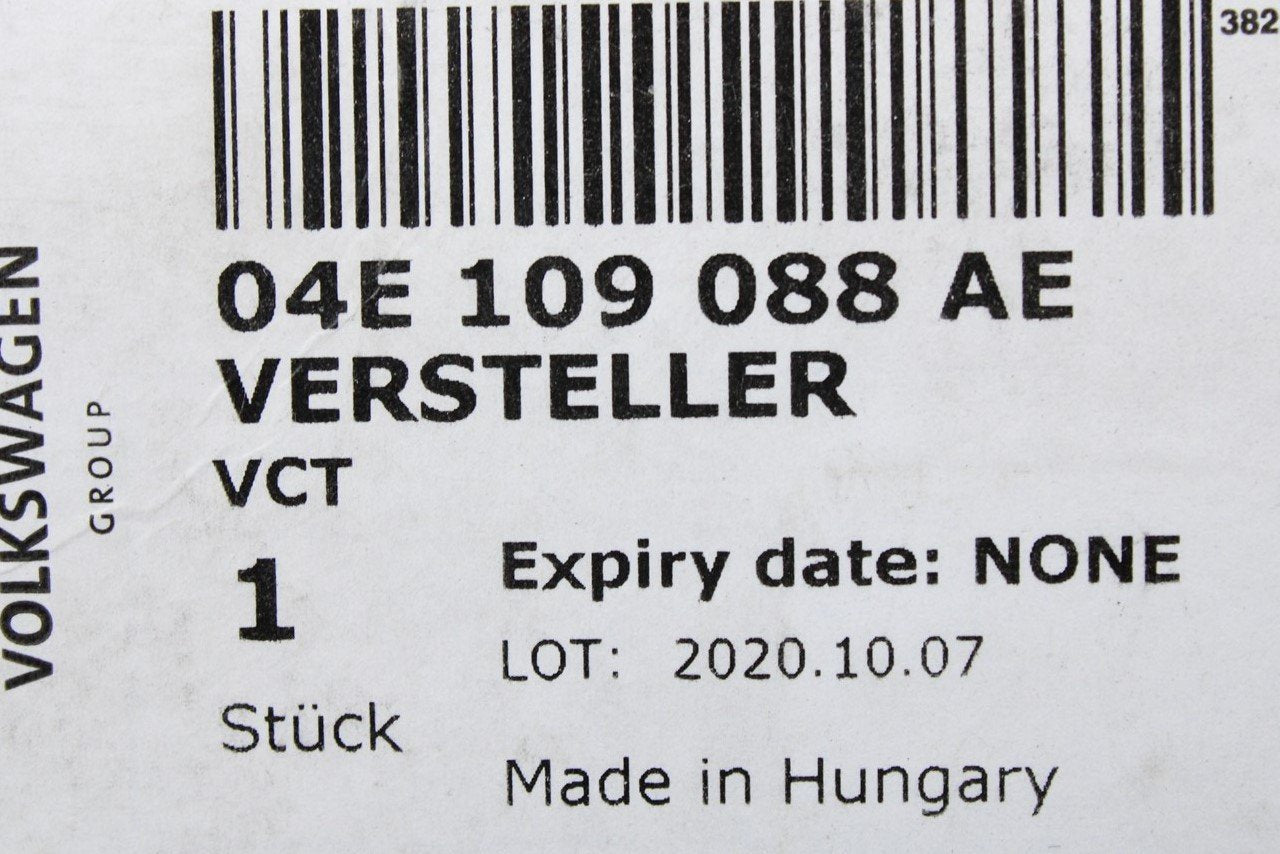 382
04E 109 088 AE
VERSTELLER
VCT
1
Expiry date: NONE
LOT: 2020.10.07
Stück
Made in Hungary
VOLKSWAGEN
GROUP